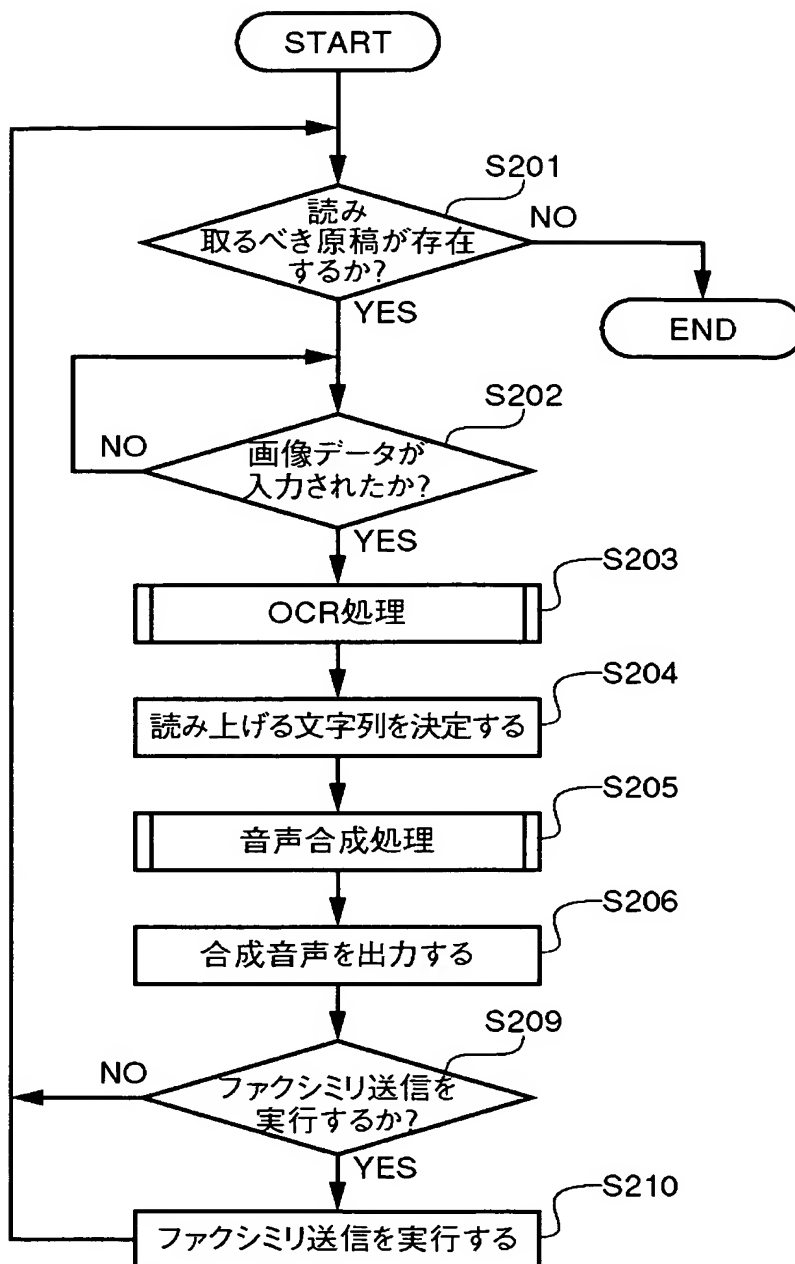 START
S201
読み
取るべき原稿が存在
するか?
NO
YES
END
S202
NO
画像データが
入力されたか?
YES
S203
OCR処理
S204
読み上げる文字列を決定する
S205
音声合成処理
S206
合成音声を出力する
S209
NO
ファクシミリ送信を
実行するか?
YES
S210
ファクシミリ送信を実行する